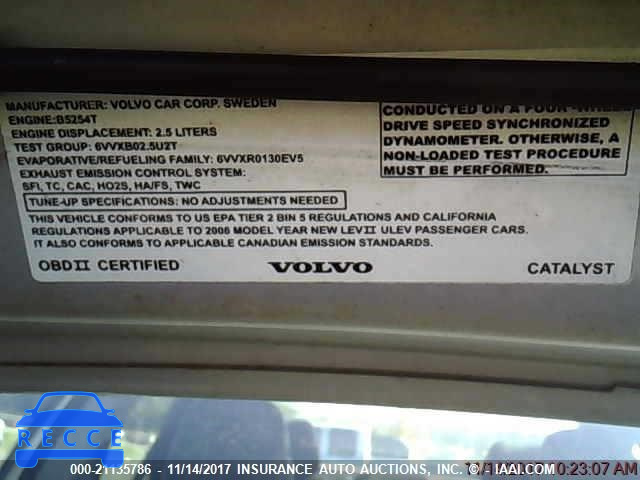 MANUFACTURER: VOLVO CAR CORP. SWEDEN
ENGINE:B5254T
ENGINE DISPLACEMENT: 2.5 LITERS
TEST GROUP: 6VVXB02.5U2T
EVAPORATIVE/REFUELING FAMILY: 6VVXR0130EV5
EXHAUST EMISSION CONTROL SYSTEM:
SFI, TC, CAC, HO2S, HA/FS, TWC
TUNE-UP SPECIFICATIONS: NO ADJUSTMENTS NEEDED
CONDUCTED ON A FOUR-WHEEL
DRIVE SPEED SYNCHRONIZED
DYNAMOMETER. OTHERWISE, A
NON-LOADED TEST PROCEDURE
MUST BE PERFORMED.
THIS VEHICLE CONFORMS TO US EPA TIER 2 BIN 5 REGULATIONS AND CALIFORNIA
REGULATIONS APPLICABLE TO 2006 MODEL YEAR NEW LEVII ULEV PASSENGER CARS.
IT ALSO CONFORMS TO APPLICABLE CANADIAN EMISSION STANDARDS.
OBDII CERTIFIED
VOLVO
CATALYST
RECCE
000-21135786 - 11/14/2017 INSURANCE AUTO AUCTIONS, INC. - IAAI.COM
10:23:07 AM